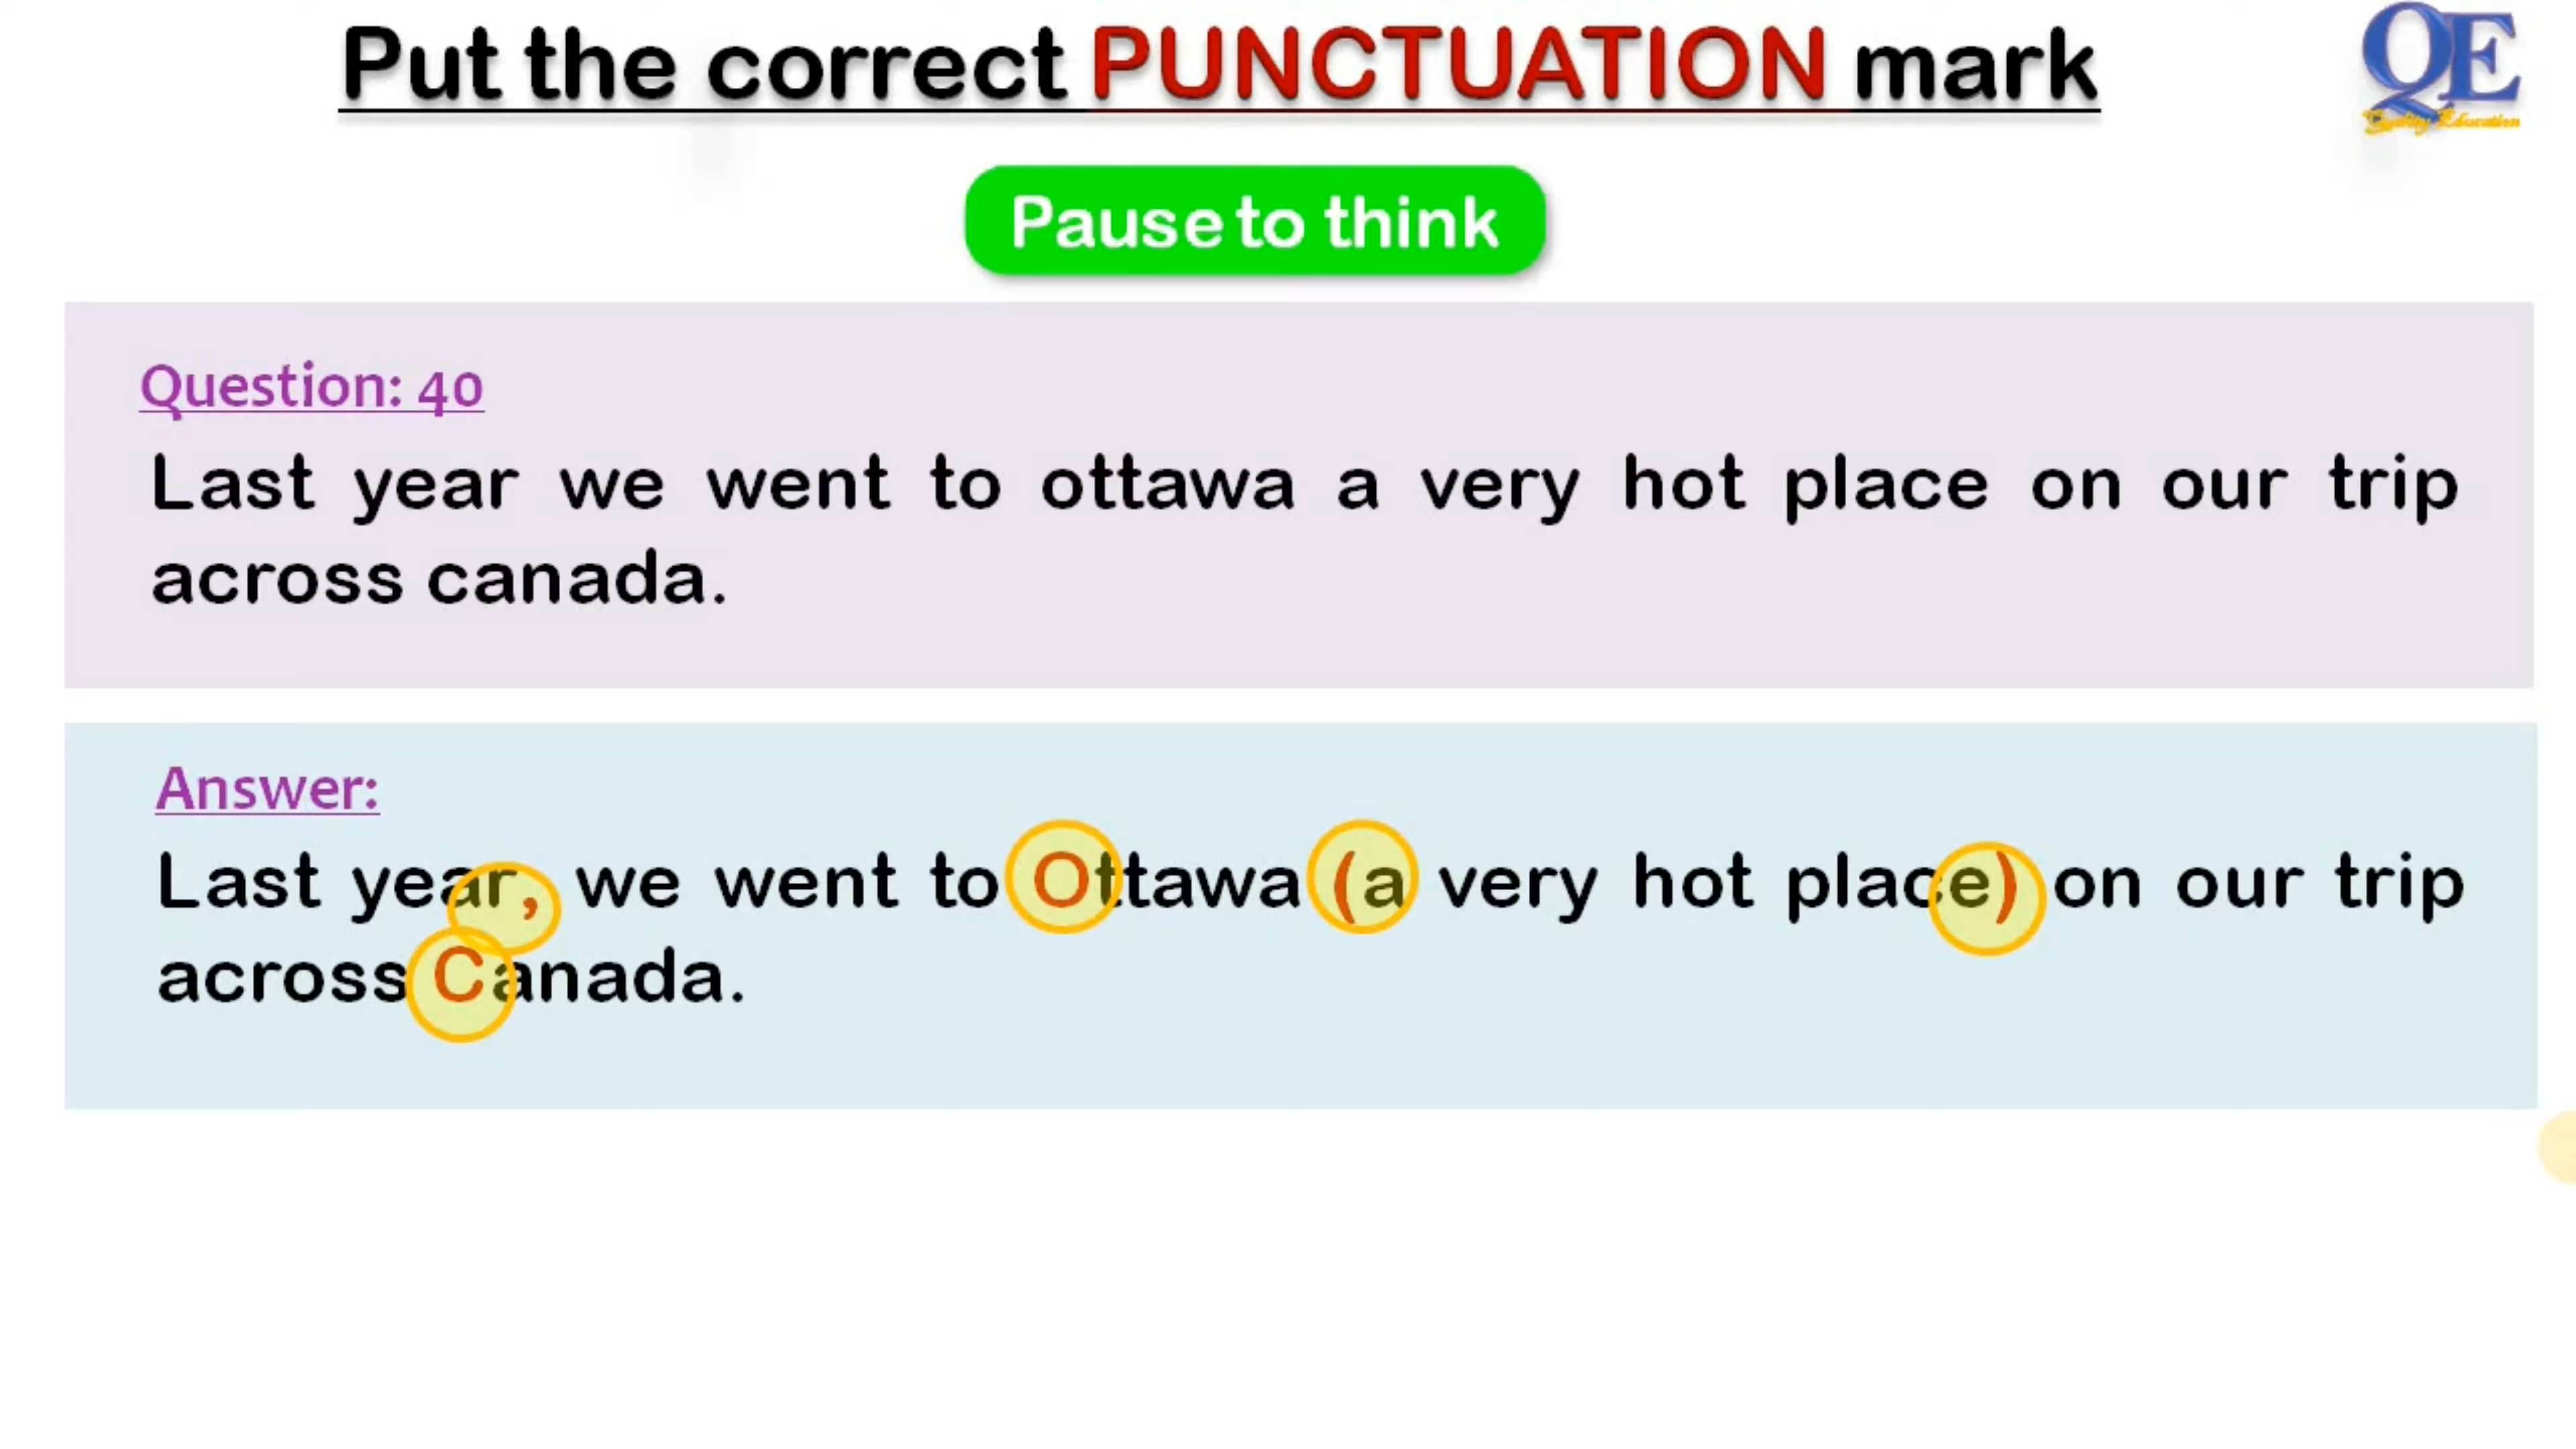 Put the correct PUNCTUATION mark
QE
Quality Education
Pause to think
Question: 40
Last year we went to ottawa a very hot place on our trip
across canada.
Answer:
Last year, we went to Ottawa (a very hot place) on our trip
across Canada.